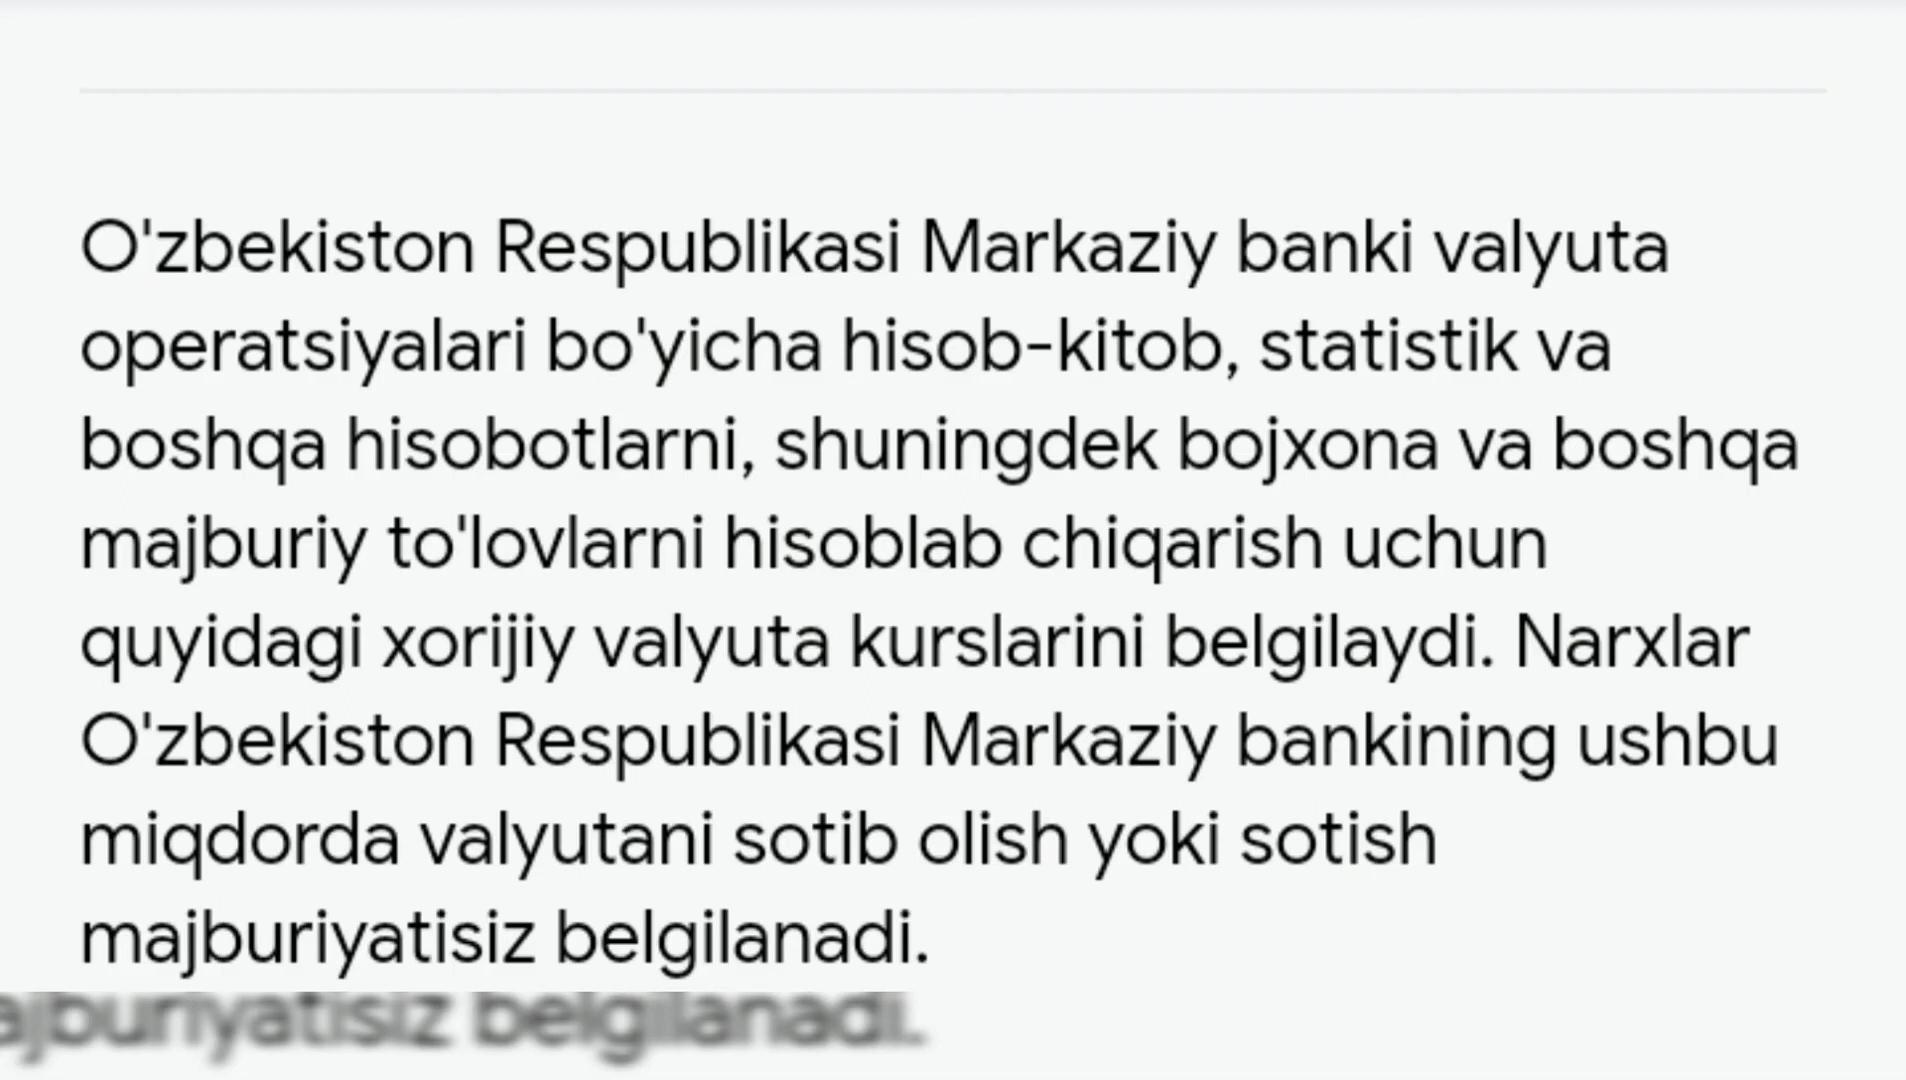 O'zbekiston Respublikasi Markaziy banki valyuta
operatsiyalari bo'yicha hisob-kitob, statistik va
boshqa hisobotlarni, shuningdek bojxona va boshqa
majburiy to'lovlarni hisoblab chiqarish uchun
quyidagi xorijiy valyuta kurslarini belgilaydi. Narxlar
O'zbekiston Respublikasi Markaziy bankining ushbu
miqdorda valyutani sotib olish yoki sotish
majburiyatisiz belgilanadi.
ajburiyatisiz belgilanadi.